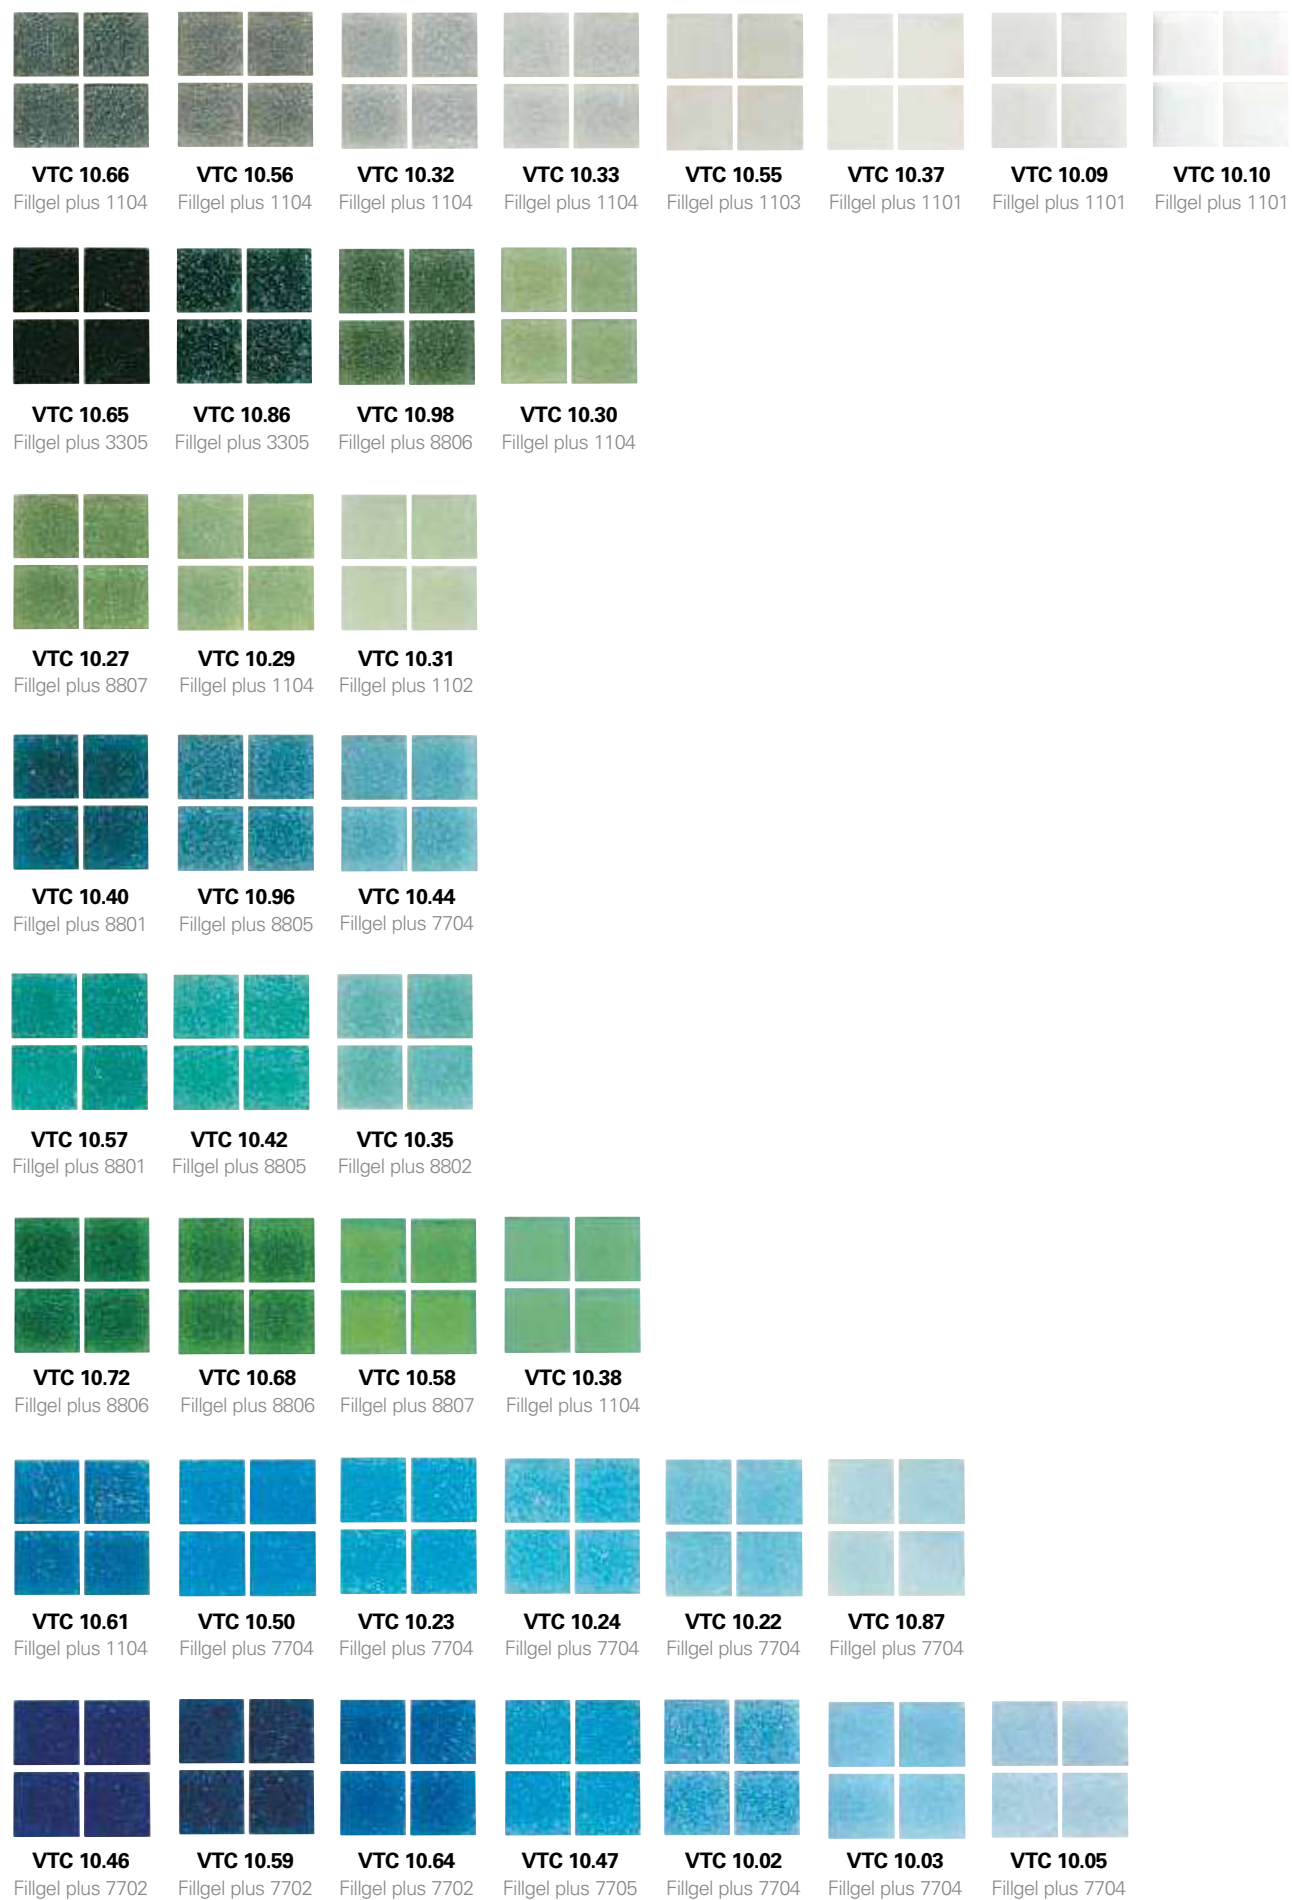 VTC 10.66 VTC 10.56 VTC 10.32 VTC 10.33 VTC 10.55 VTC 10.37 VTC 10.09 VTC 10.10
Fillgel plus 1104 Fillgel plus 1104 Fillgel plus 1104 Fillgel plus 1104 Fillgel plus 1103 Fillgel plus 1101 Fillgel plus 1101 Fillgel plus 1101
VTC 10.65 VTC 10.86 VTC 10.98 VTC 10.30
Fillgel plus 3305 Fillgel plus 3305 Fillgel plus 8806 Fillgel plus 1104
VTC 10.27 VTC 10.29 VTC 10.31
Fillgel plus 8807 Fillgel plus 1104 Fillgel plus 1102
VTC 10.40 VTC 10.96 VTC 10.44
Fillgel plus 8801 Fillgel plus 8805 Fillgel plus 7704
VTC 10.57 VTC 10.42 VTC 10.35
Fillgel plus 8801 Fillgel plus 8805 Fillgel plus 8802
VTC 10.72 VTC 10.68 VTC 10.58 VTC 10.38
Fillgel plus 8806 Fillgel plus 8806 Fillgel plus 8807 Fillgel plus 1104
VTC 10.61 VTC 10.50 VTC 10.23 VTC 10.24 VTC 10.22 VTC 10.87
Fillgel plus 1104 Fillgel plus 7704 Fillgel plus 7704 Fillgel plus 7704 Fillgel plus 7704 Fillgel plus 7704
VTC 10.46 VTC 10.59 VTC 10.64 VTC 10.47 VTC 10.02 VTC 10.03 VTC 10.05
Fillgel plus 7702 Fillgel plus 7702 Fillgel plus 7702 Fillgel plus 7705 Fillgel plus 7704 Fillgel plus 7704 Fillgel plus 7704